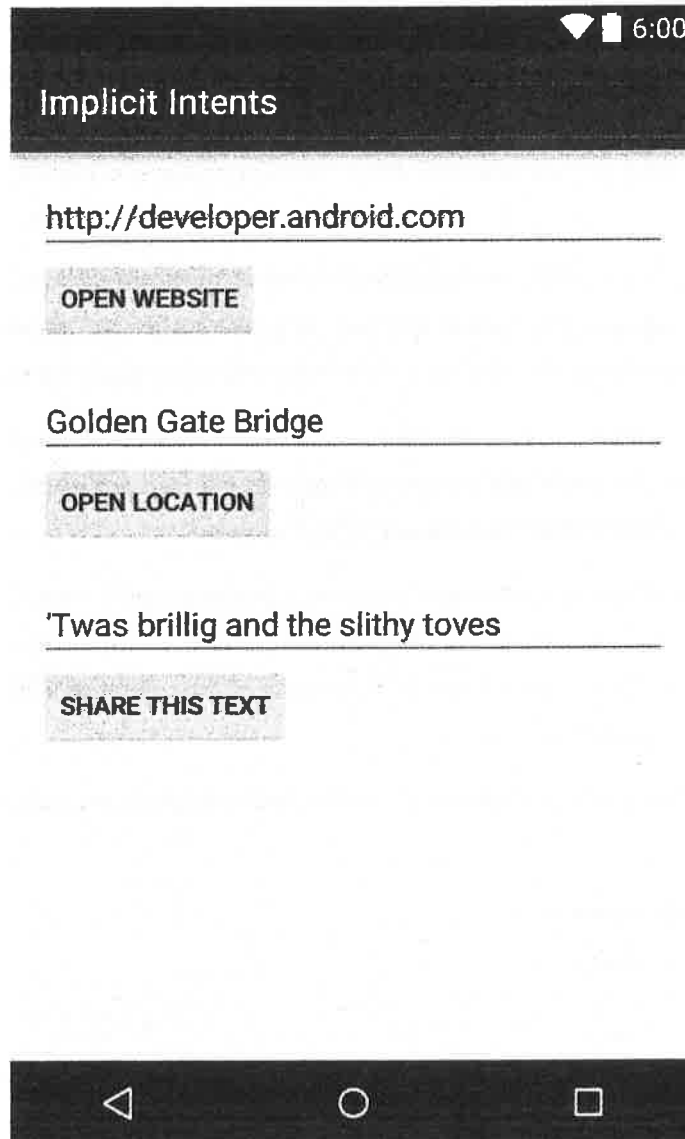 6:00
Implicit Intents
http://developer.android.com
OPEN WEBSITE
Golden Gate Bridge
OPEN LOCATION
'Twas brillig and the slithy toves
SHARE THIS TEXT